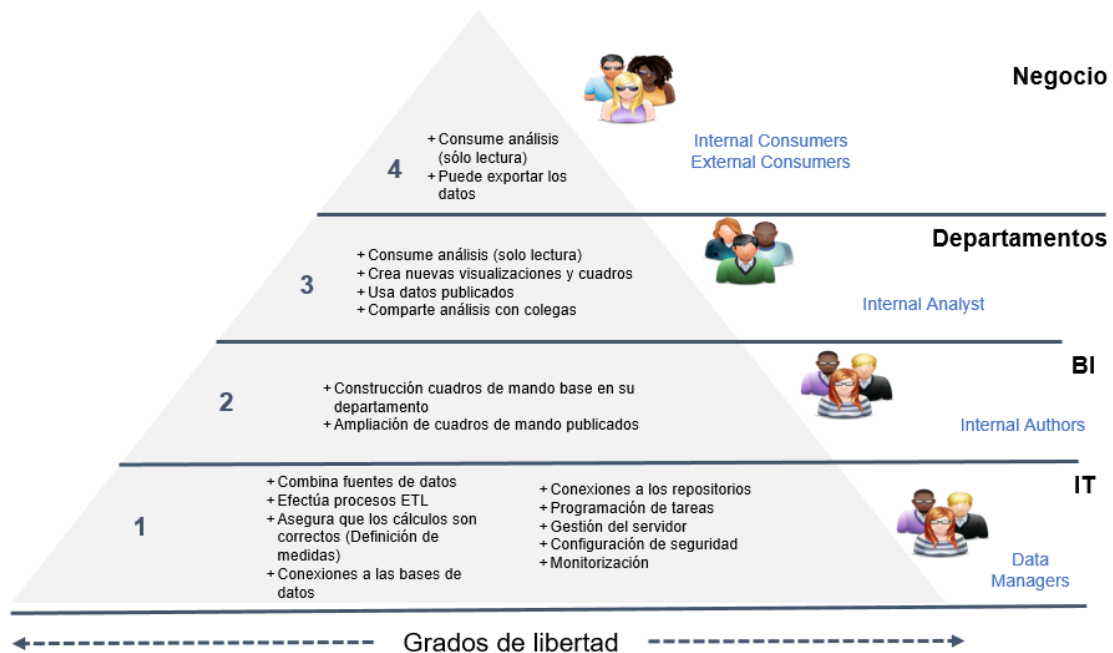 Negocio
Internal Consumers
External Consumers
4
+ Consume análisis
(sólo lectura)
+ Puede exportar los
datos
Departamentos
Internal Analyst
3
+ Consume análisis (solo lectura)
+ Crea nuevas visualizaciones y cuadros
+ Usa datos publicados
+ Comparte análisis con colegas
BI
Internal Authors
2
+ Construcción cuadros de mando base en su
departamento
+ Ampliación de cuadros de mando publicados
IT
Data
Managers
1
+ Combina fuentes de datos
+ Efectúa procesos ETL
+ Asegura que los cálculos son
correctos (Definición de
medidas)
+ Conexiones a las bases de
datos
+ Conexiones a los repositorios
+ Programación de tareas
+ Gestión del servidor
+ Configuración de seguridad
+ Monitorización
Grados de libertad